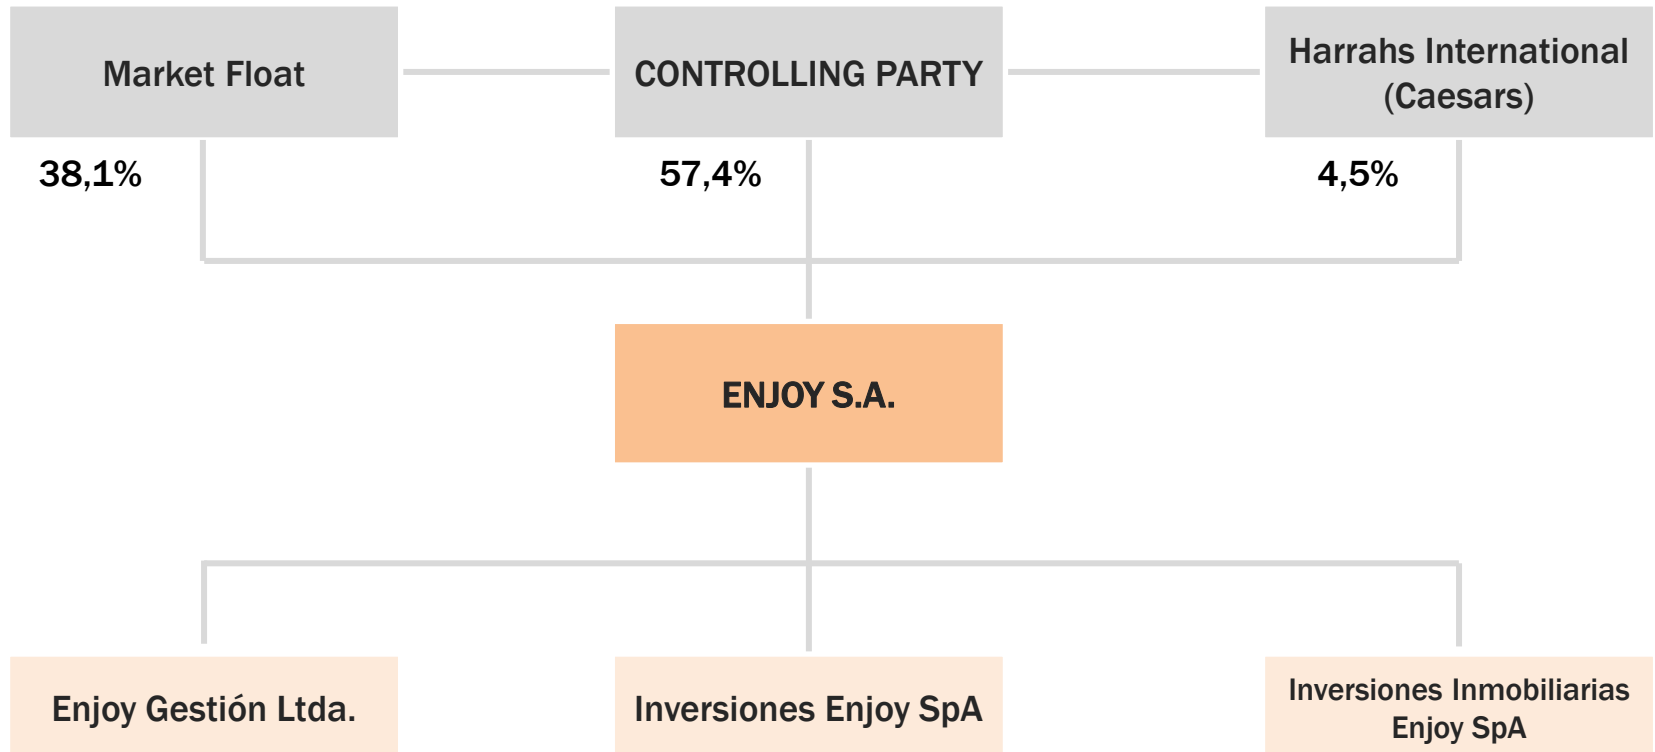 Market Float
CONTROLLING PARTY
Harrahs International
(Caesars)
38,1%
57,4%
4,5%
ENJOY S.A.
Enjoy Gestión Ltda.
Inversiones Enjoy SpA
Inversiones Inmobiliarias
Enjoy SpA